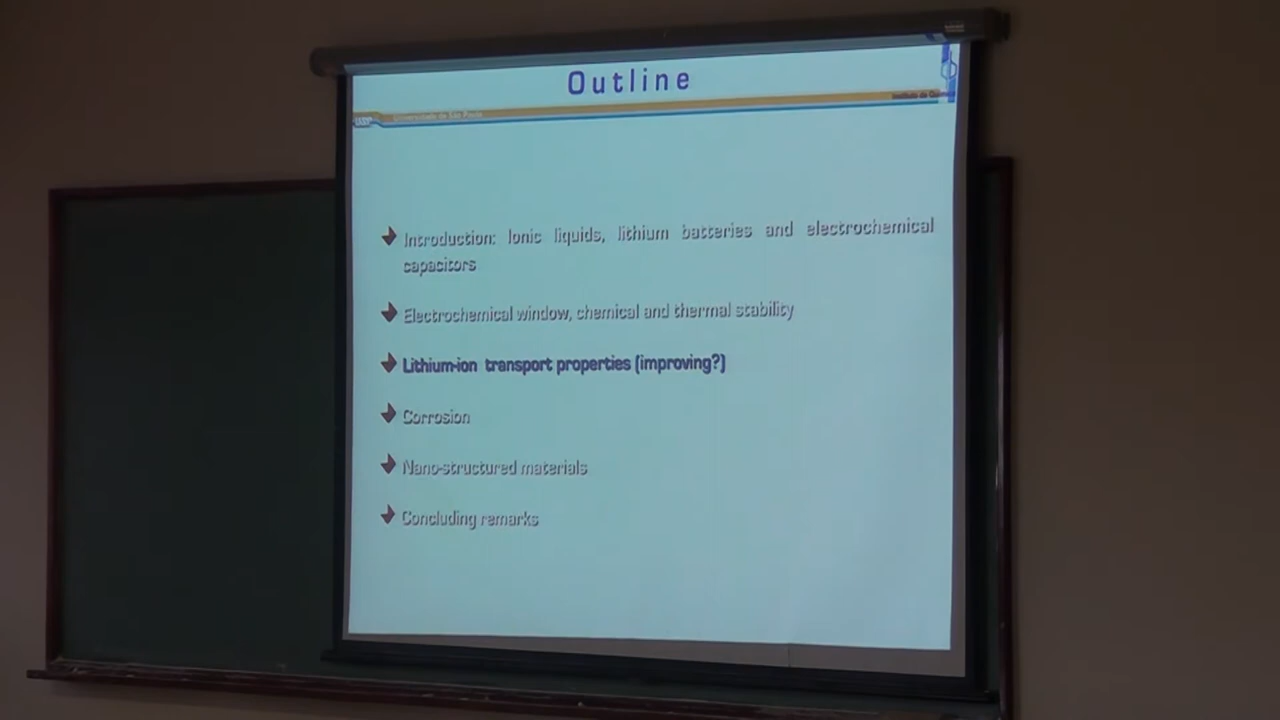 Outline
USP
Universidade de São Paulo
Introduction: Ionic liquids, lithium batteries and electrochemical
capacitors
Electrochemical window, chemical and thermal stability
Lithium-ion transport properties (improving?)
Corrosion
Nano-structured materials
Concluding remarks